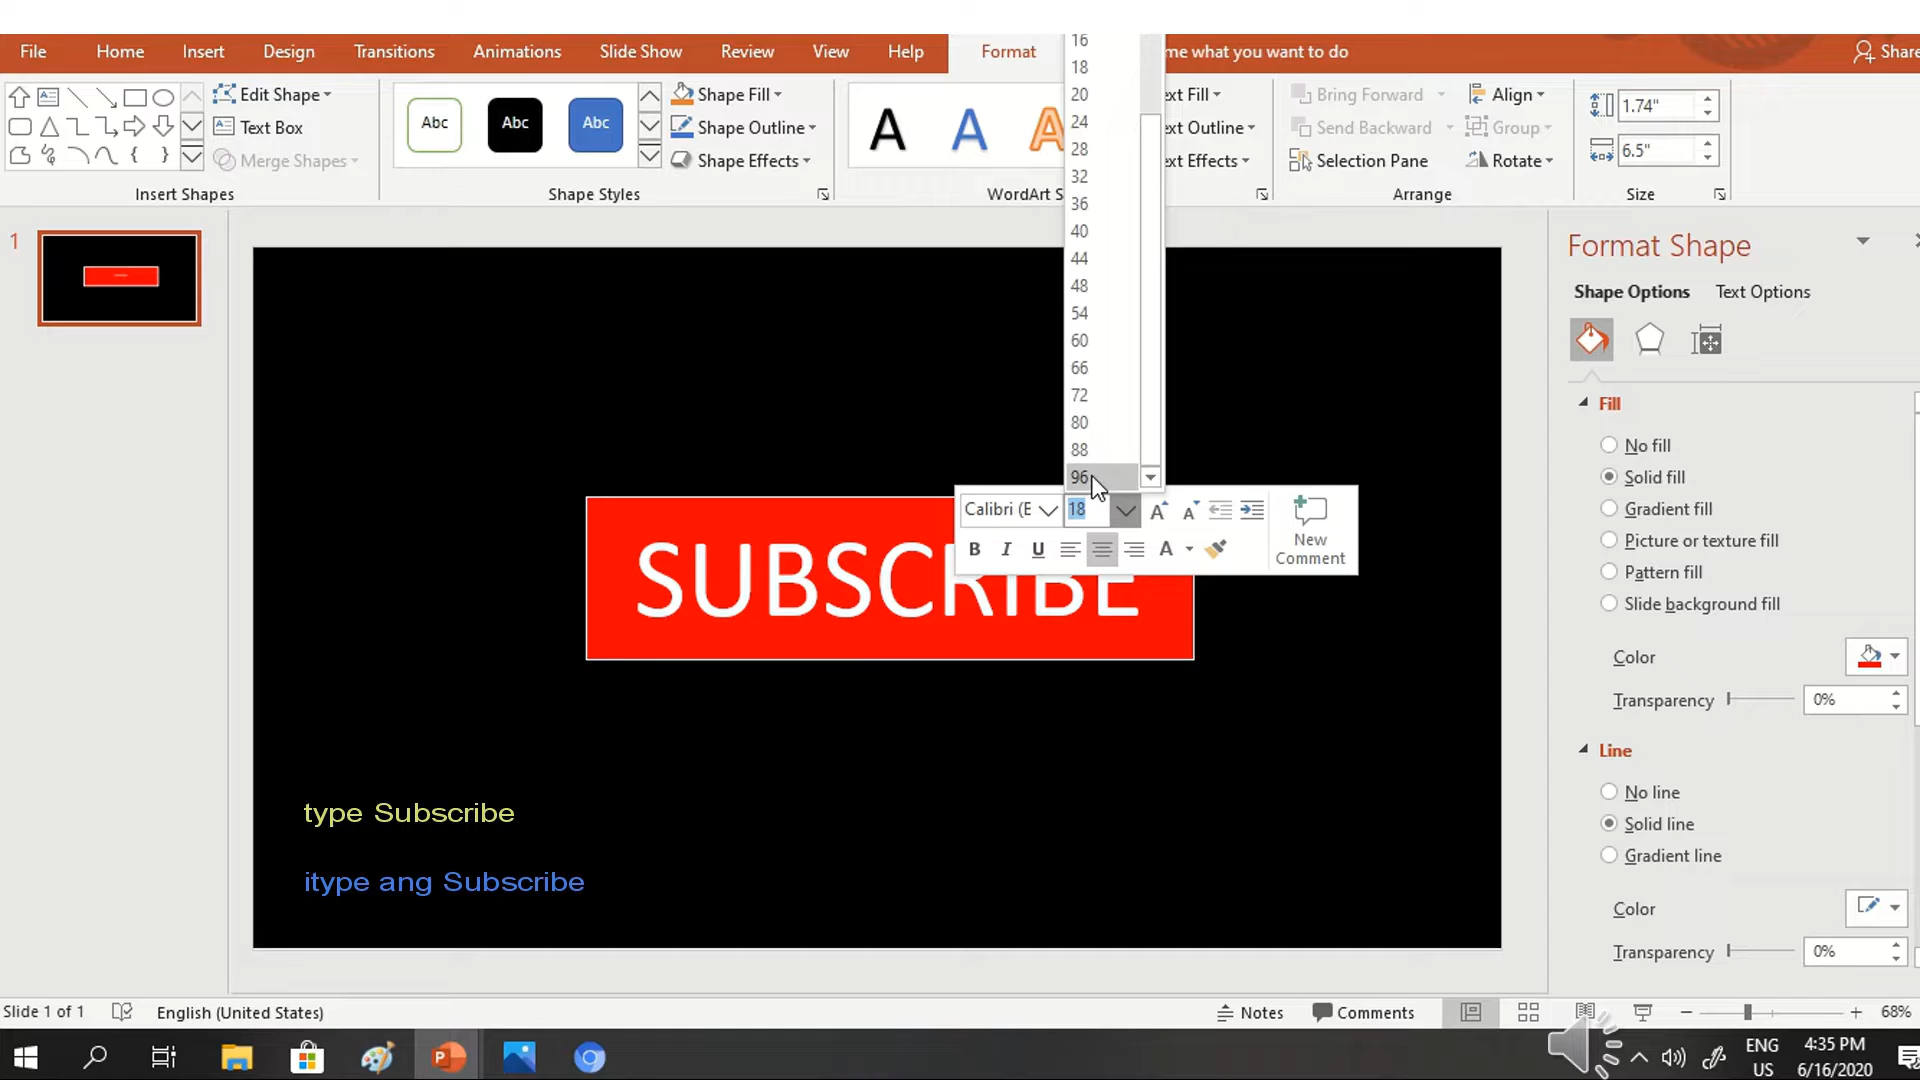 File Home Insert Design Transitions Animations Slide Show Review View Help Format me what you want to do Share
Edit Shape
Text Box
Merge Shapes
Insert Shapes
Abc Abc Abc
Shape Fill
Shape Outline
Shape Effects
Shape Styles
A A A
ext Fill
ext Outline
ext Effects
WordArt S
Bring Forward
Send Backward
Selection Pane
Align
Group
Rotate
Arrange
1.74"
6.5"
Size
16
18
20
24
28
32
36
40
44
48
54
60
66
72
80
88
96
1
Calibri (E 18 A A
B I U A
New
Comment
SUBSCRIBE
type Subscribe
itype ang Subscribe
Format Shape
Shape Options Text Options
Fill
No fill
Solid fill
Gradient fill
Picture or texture fill
Pattern fill
Slide background fill
Color
Transparency 0%
Line
No line
Solid line
Gradient line
Color
Transparency 0%
Slide 1 of 1 English (United States) Notes Comments 68%
ENG
US
4:35 PM
6/16/2020